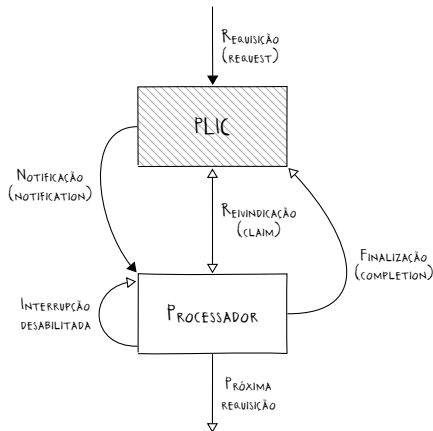 Requisição
(request)
PLIC
Notificação
(notification)
Reivindicação
(claim)
Finalização
(completion)
Interrupção
desabilitada
Processador
Próxima
requisição